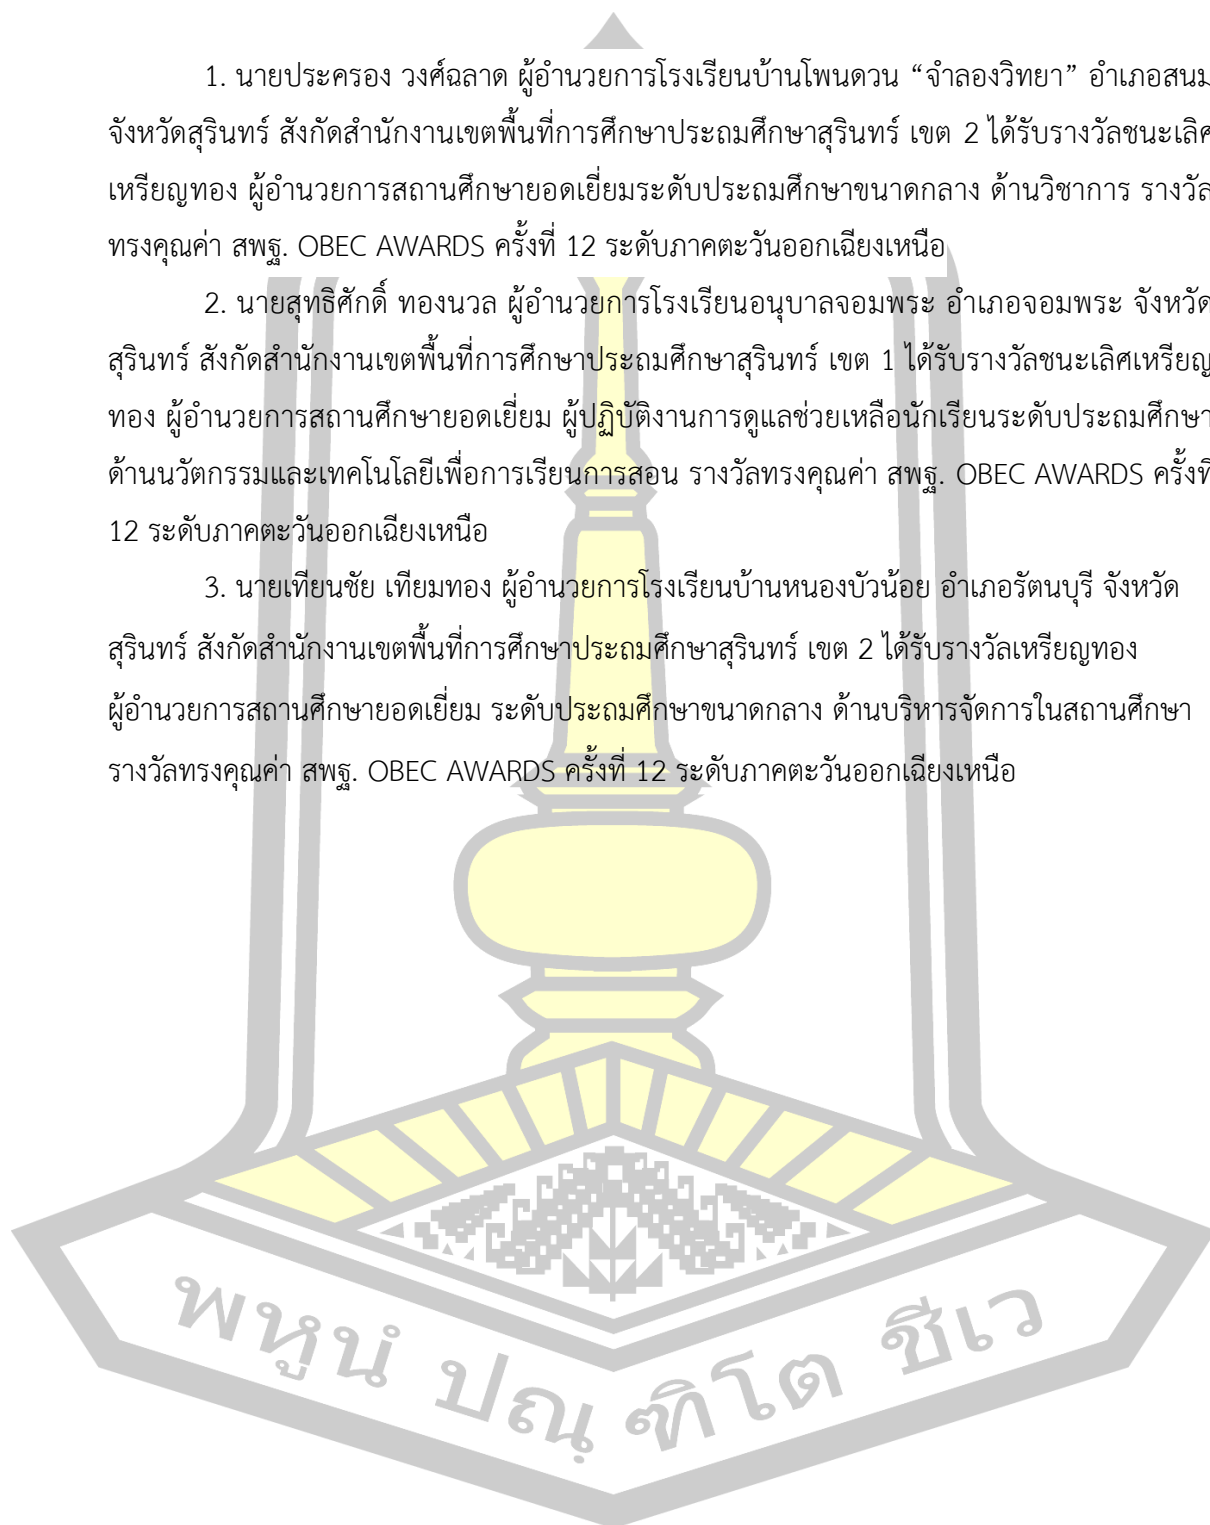 1. นายประครอง วงศ์ฉลาด ผู้อำนวยการโรงเรียนบ้านโพนดวน “จำลองวิทยา” อำเภอสนม
จังหวัดสุรินทร์ สังกัดสำนักงานเขตพื้นที่การศึกษาประถมศึกษาสุรินทร์ เขต 2 ได้รับรางวัลชนะเลิศ
เหรียญทอง ผู้อำนวยการสถานศึกษายอดเยี่ยมระดับประถมศึกษาขนาดกลาง ด้านวิชาการ รางวัล
ทรงคุณค่า สพฐ. OBEC AWARDS ครั้งที่ 12 ระดับภาคตะวันออกเฉียงเหนือ
2. นายสุทธิศักดิ์ ทองนวล ผู้อำนวยการโรงเรียนอนุบาลจอมพระ อำเภอจอมพระ จังหวัด
สุรินทร์ สังกัดสำนักงานเขตพื้นที่การศึกษาประถมศึกษาสุรินทร์ เขต 1 ได้รับรางวัลชนะเลิศเหรียญ
ทอง ผู้อำนวยการสถานศึกษายอดเยี่ยม ผู้ปฏิบัติงานการดูแลช่วยเหลือนักเรียนระดับประถมศึกษา
ด้านนวัตกรรมและเทคโนโลยีเพื่อการเรียนการสอน รางวัลทรงคุณค่า สพฐ. OBEC AWARDS ครั้งที่
12 ระดับภาคตะวันออกเฉียงเหนือ
3. นายเทียนชัย เทียมทอง ผู้อำนวยการโรงเรียนบ้านหนองบัวน้อย อำเภอรัตนบุรี จังหวัด
สุรินทร์ สังกัดสำนักงานเขตพื้นที่การศึกษาประถมศึกษาสุรินทร์ เขต 2 ได้รับรางวัลเหรียญทอง
ผู้อำนวยการสถานศึกษายอดเยี่ยม ระดับประถมศึกษาขนาดกลาง ด้านบริหารจัดการในสถานศึกษา
รางวัลทรงคุณค่า สพฐ. OBEC AWARDS ครั้งที่ 12 ระดับภาคตะวันออกเฉียงเหนือ
พหูนํ ปณฺฑิโต ชีเว